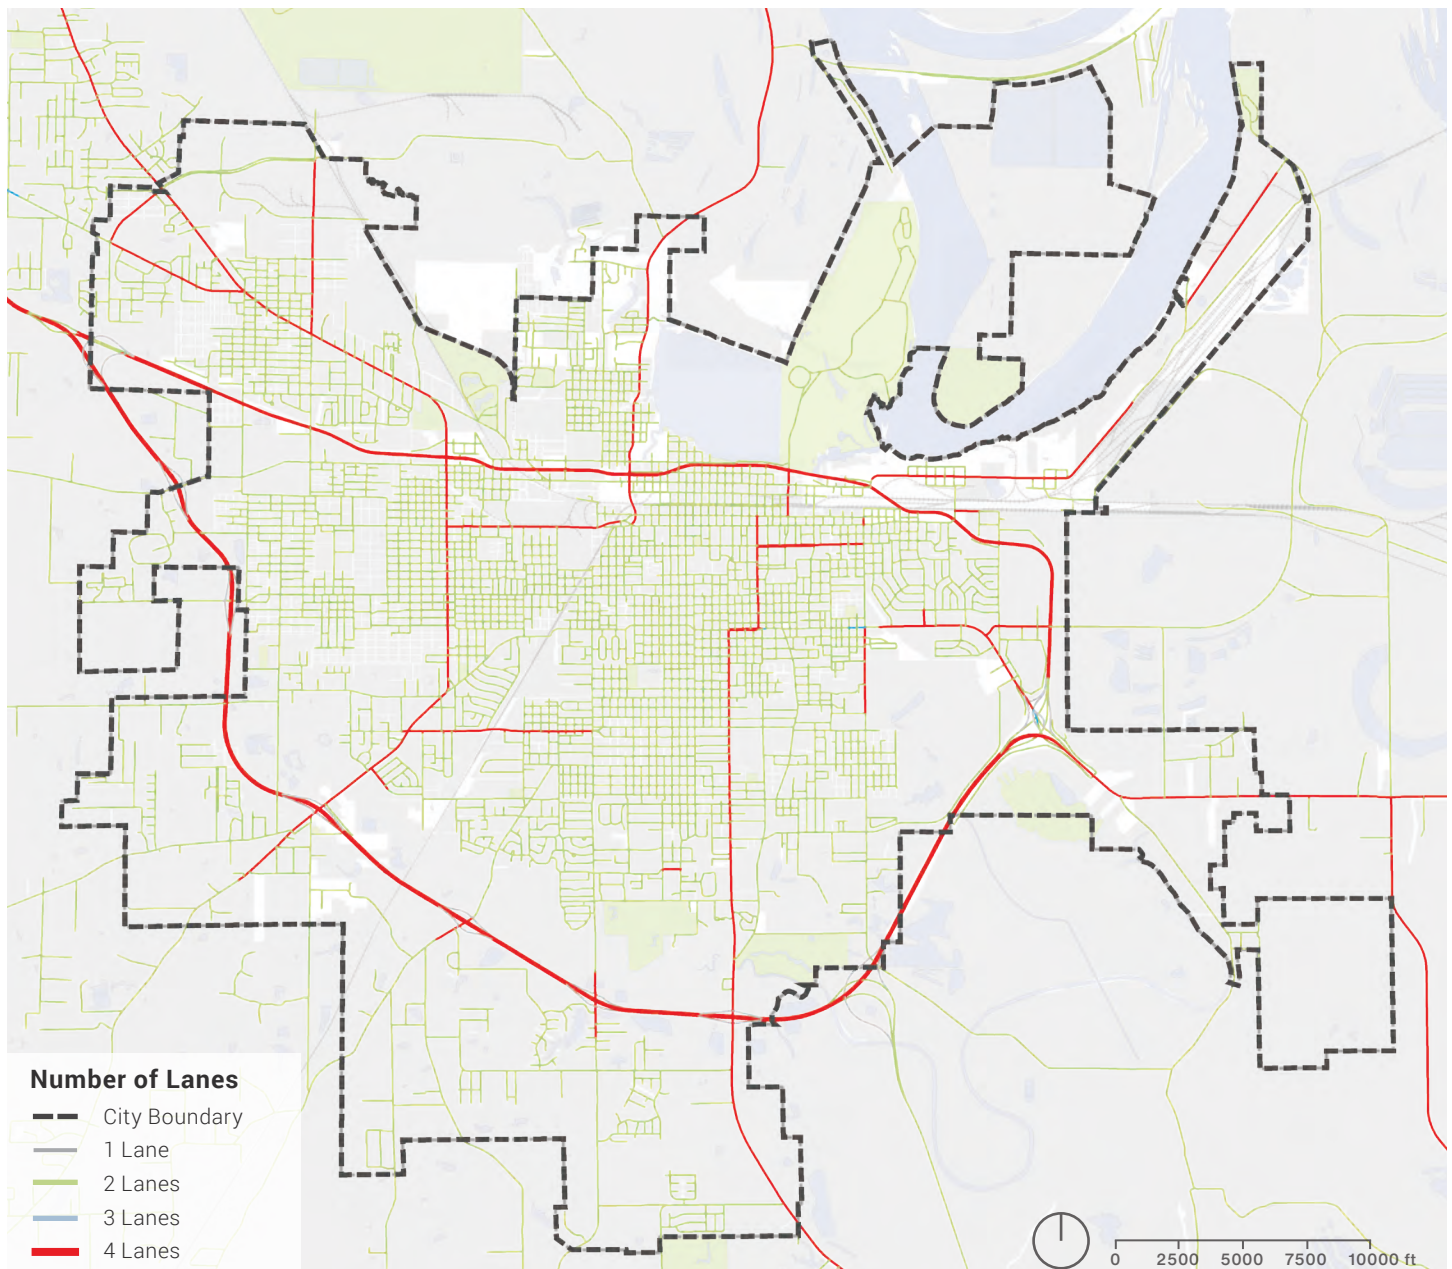 Number of Lanes
City Boundary
1 Lane
2 Lanes
3 Lanes
4 Lanes
0 2500 5000 7500 10000 ft